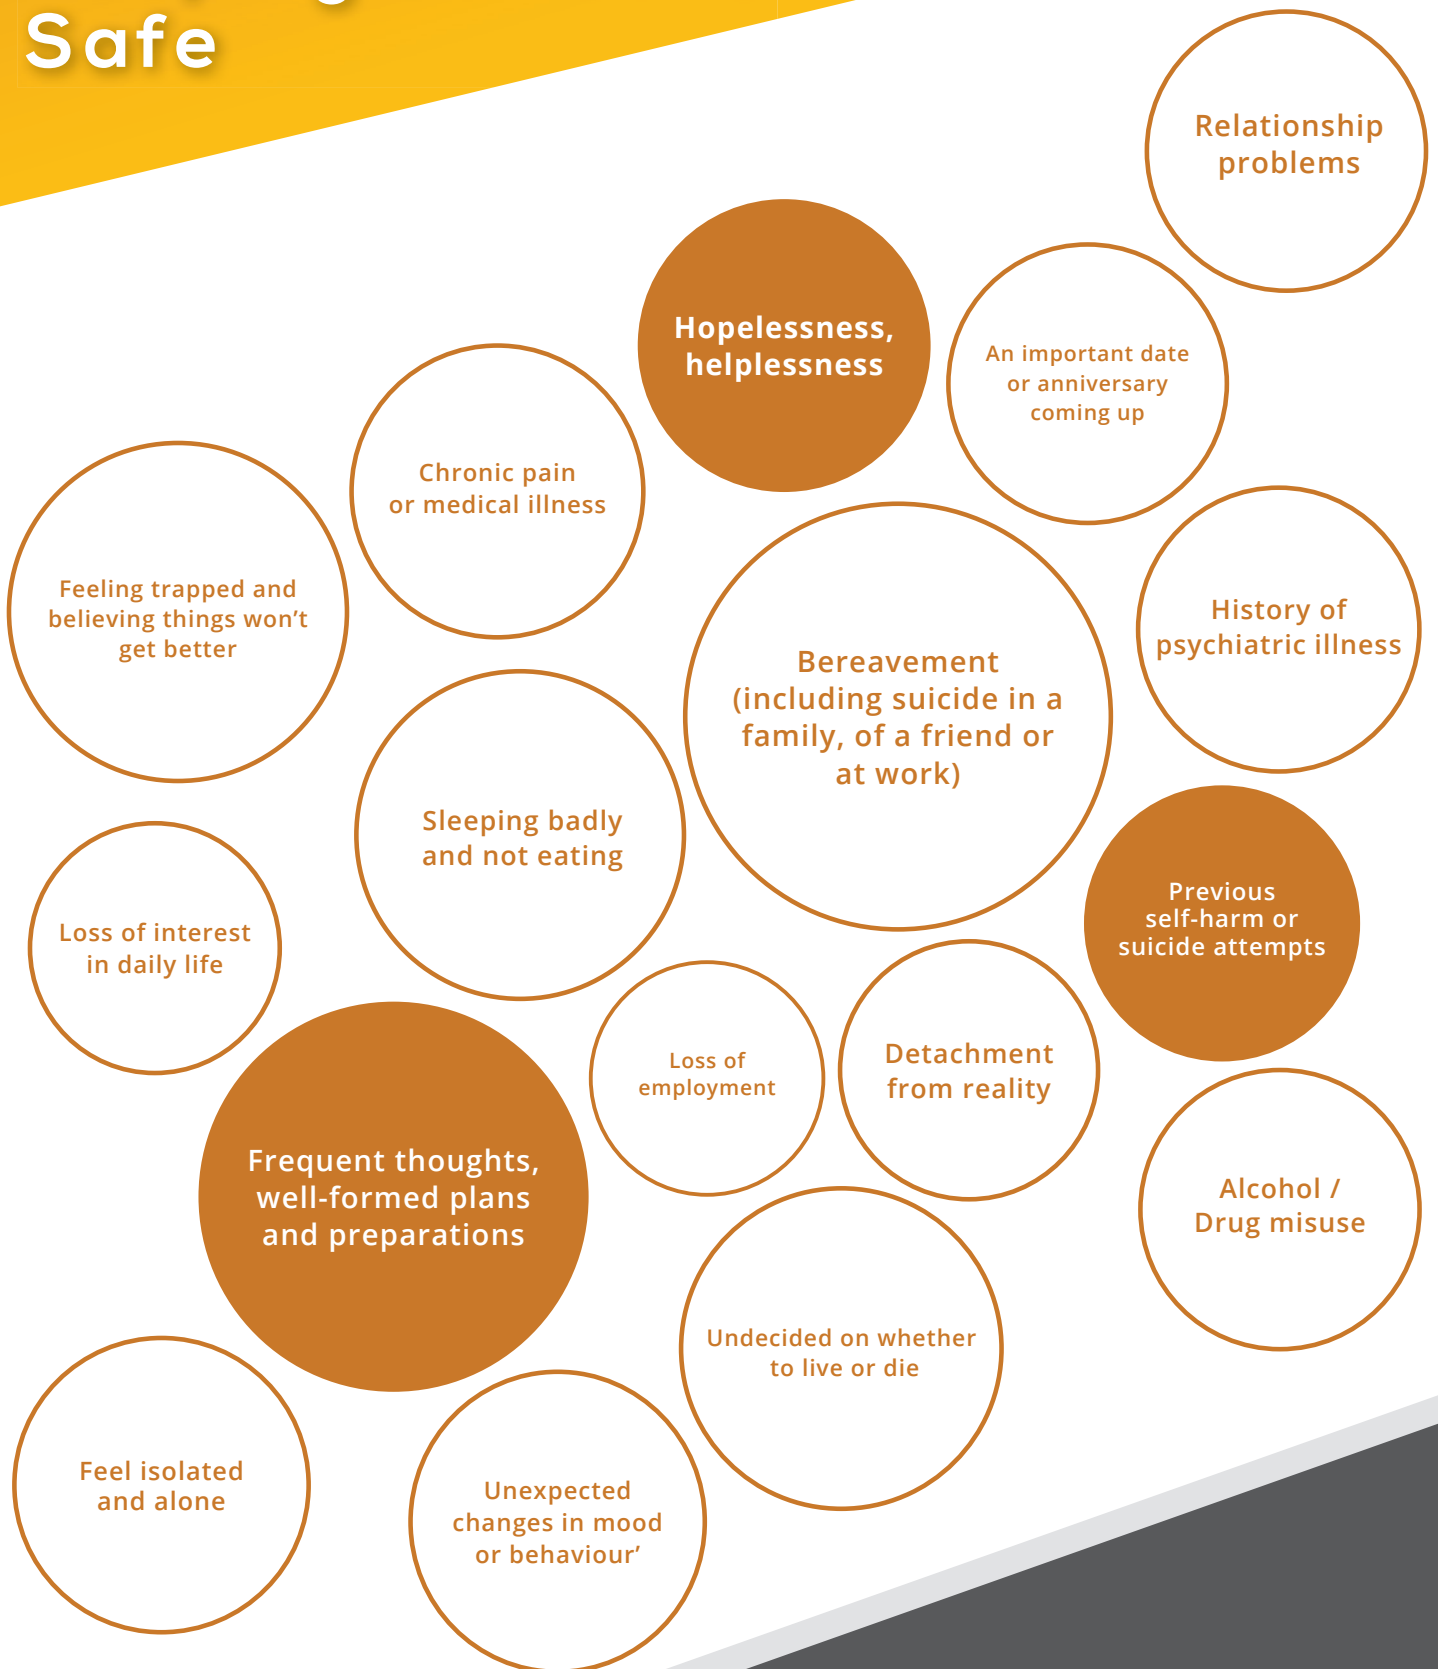 Safe
Relationship
problems
Hopelessness,
helplessness
An important date
or anniversary
coming up
Chronic pain
or medical illness
Feeling trapped and
believing things won’t
get better
History of
psychiatric illness
Bereavement
(including suicide in a
family, of a friend or
at work)
Sleeping badly
and not eating
Previous
self-harm or
suicide attempts
Loss of interest
in daily life
Loss of
employment
Detachment
from reality
Frequent thoughts,
well-formed plans
and preparations
Alcohol /
Drug misuse
Undecided on whether
to live or die
Feel isolated
and alone
Unexpected
changes in mood
or behaviour’